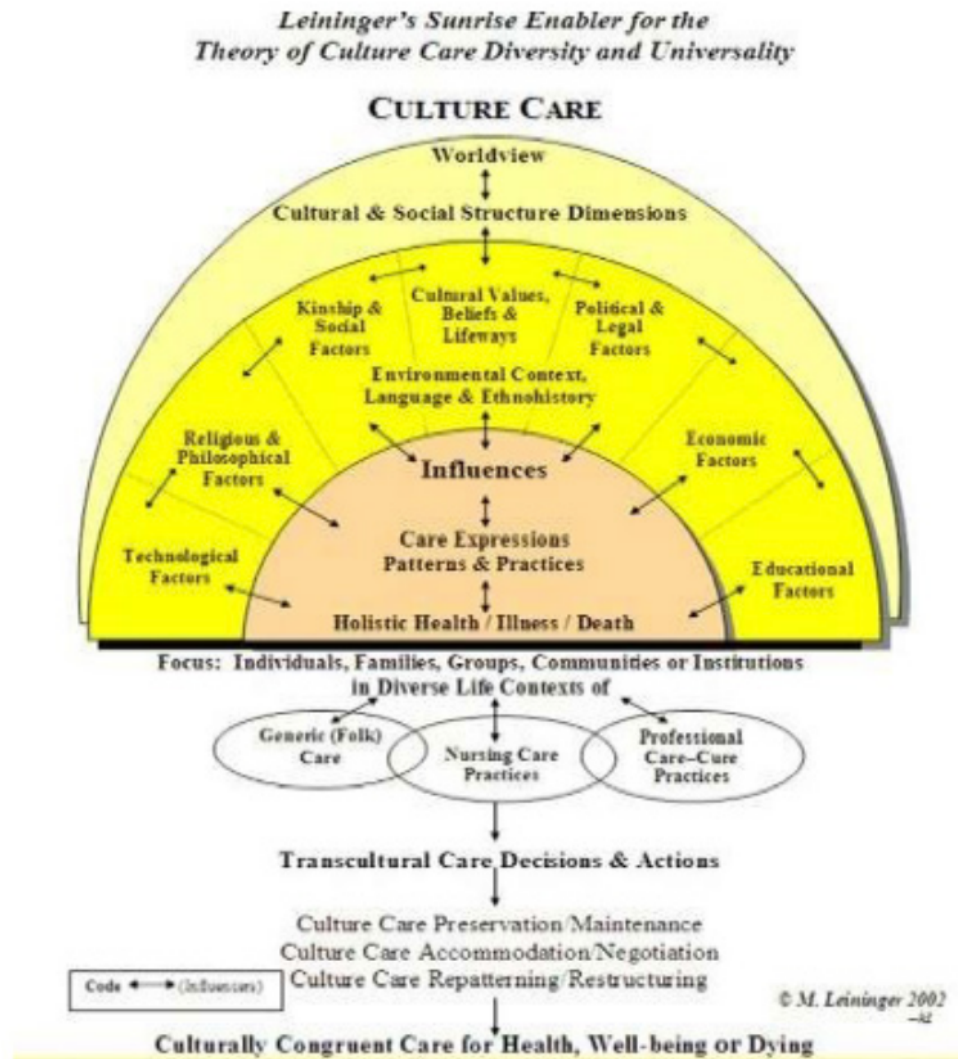 Leininger's Sunrise Enabler for the
Theory of Culture Care Diversity and Universality
CULTURE CARE
Worldview
Cultural & Social Structure Dimensions
Kinship &
Social
Factors
Cultural Values,
Beliefs &
Lifeways
Political &
Legal
Factors
Environmental Context,
Language & Ethnohistory
Religious &
Philosophical
Factors
Economic
Factors
Influences
Care Expressions
Patterns & Practices
Technological
Factors
Educational
Factors
Holistic Health / Illness / Death
Focus: Individuals, Families, Groups, Communities or Institutions
in Diverse Life Contexts of
Generic (Folk)
Care
Nursing Care
Practices
Professional
Care–Cure
Practices
Transcultural Care Decisions & Actions
Culture Care Preservation/Maintenance
Culture Care Accommodation/Negotiation
Culture Care Repatterning/Restructuring
Code (Influencers)
© M. Leininger 2002
Culturally Congruent Care for Health, Well-being or Dying